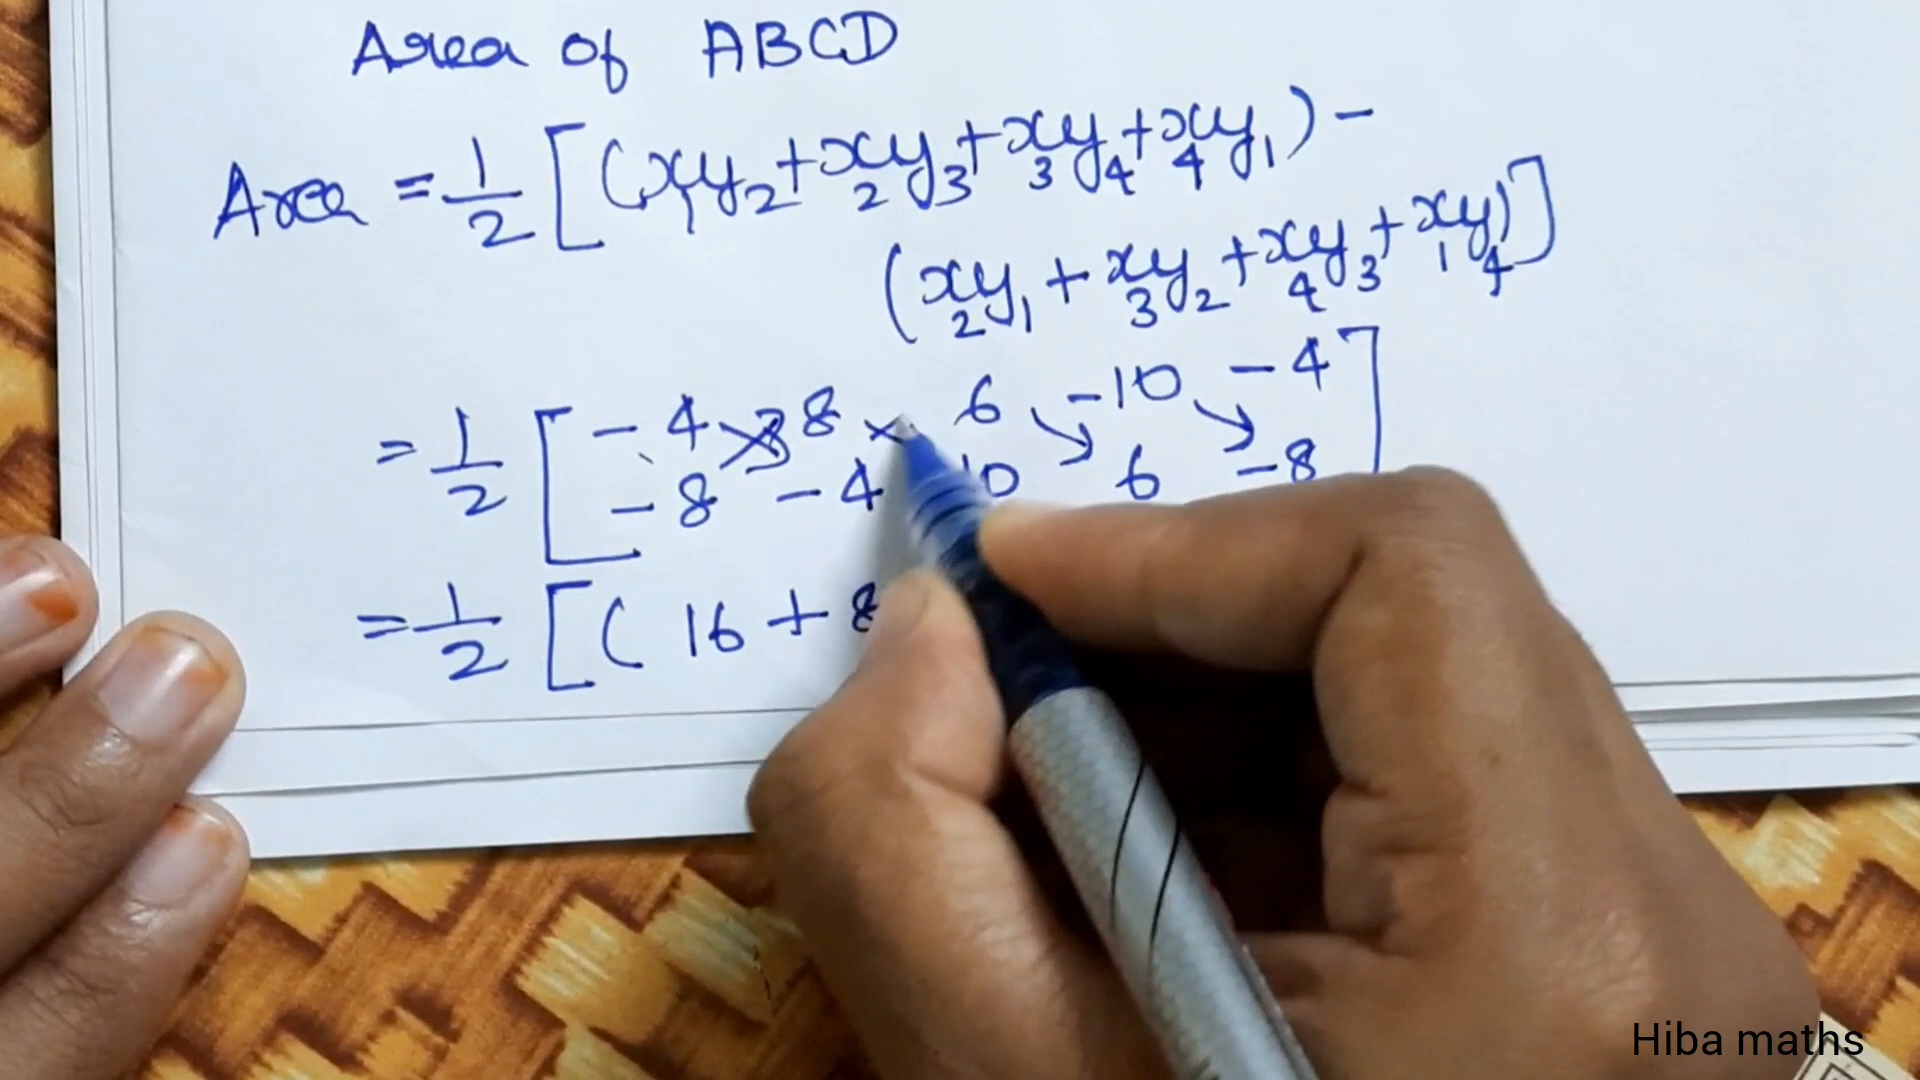 Area of ABCD
Area = 1/2 [(x₁y₂ + x₂y₃ + x₃y₄ + x₄y₁) -
(x₂y₁ + x₃y₂ + x₄y₃ + x₁y₄)]
= 1/2 [ -4 8 6 -10 -4 ]
-8 -4 10 6 -8
= 1/2 [( 16 + 8
Hiba maths